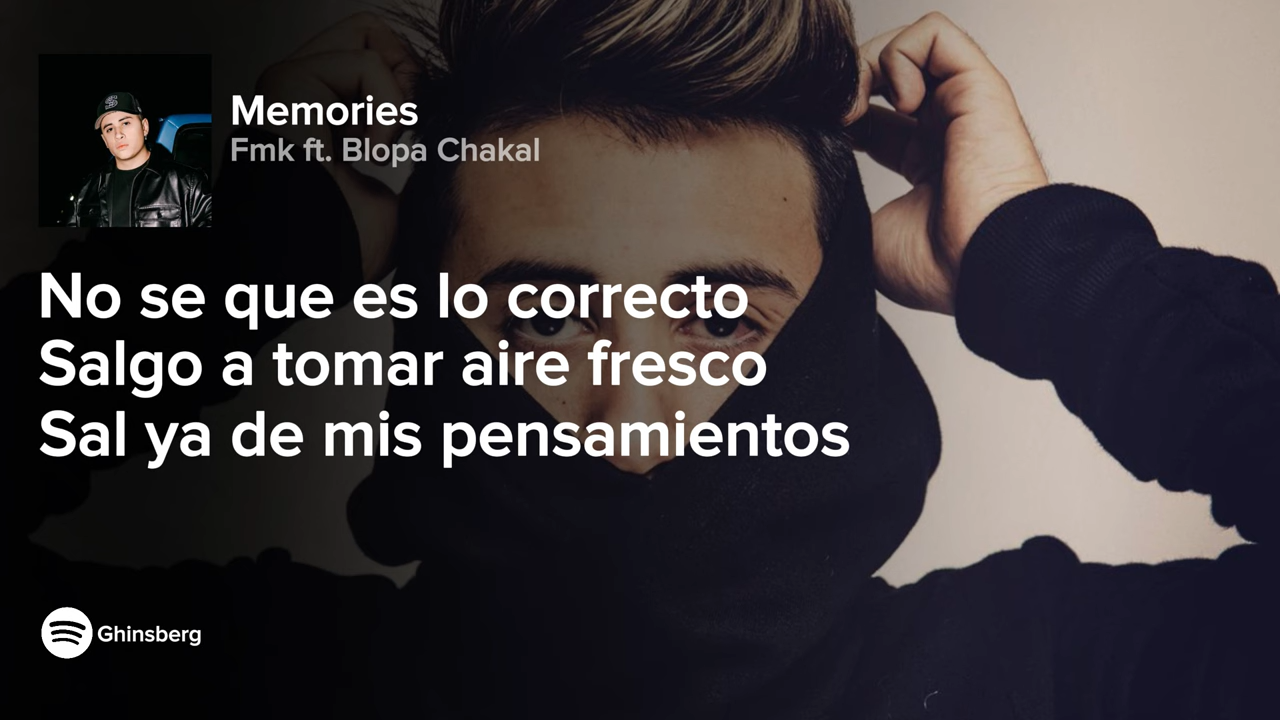 Memories
Fmk ft. Blopa Chakal
No se que es lo correcto
Salgo a tomar aire fresco
Sal ya de mis pensamientos
Ghinsberg